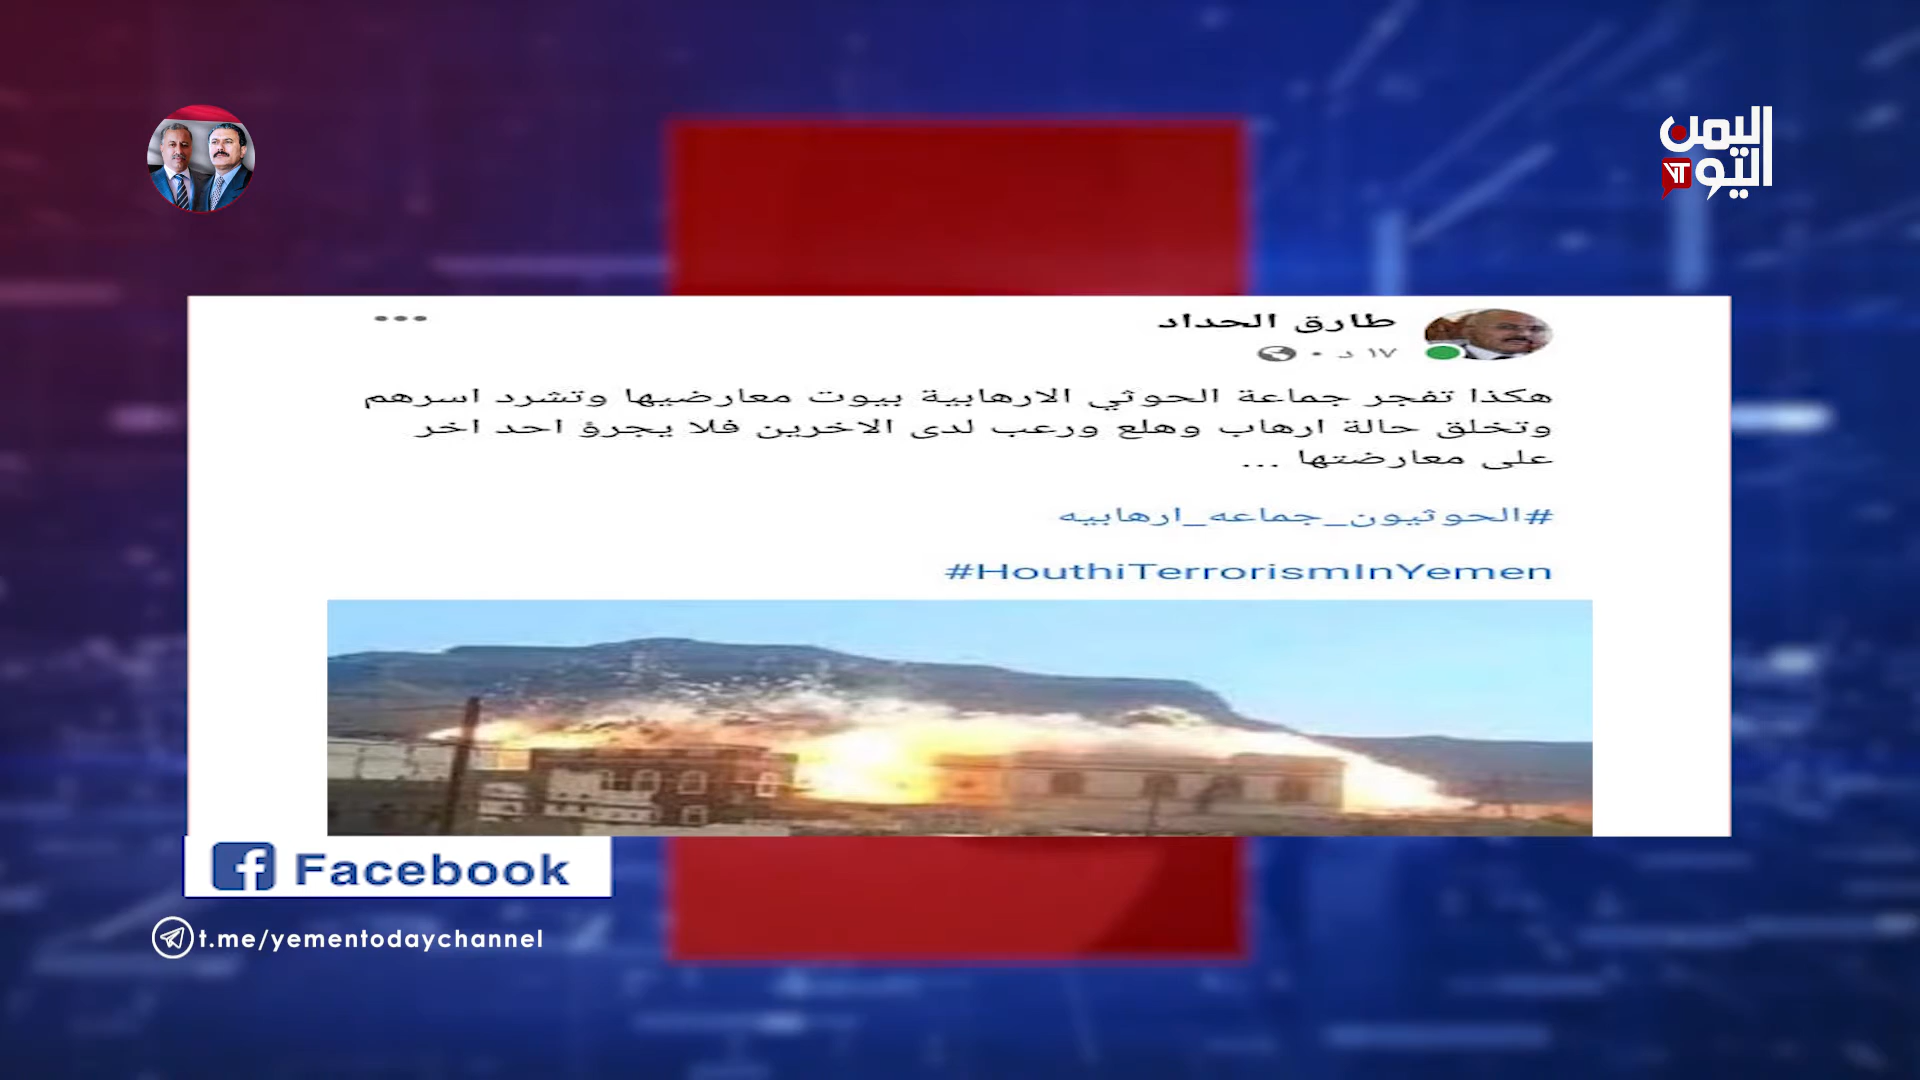 اليمن
اليوم
YT
طارق الحداد
١٧ د ·
هكذا تفجر جماعة الحوثي الارهابية بيوت معارضيها وتشرد اسرهم
وتخلق حالة ارهاب وهلع ورعب لدى الاخرين فلا يجرؤ احد اخر
على معارضتها ...
#الحوثيون_جماعه_ارهابيه
#HouthiTerrorismInYemen
Facebook
t.me/yementodaychannel